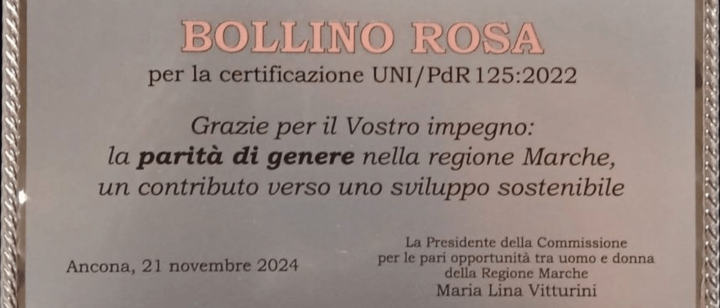 BOLLINO ROSA
per la certificazione UNI/PdR 125:2022
Grazie per il Vostro impegno:
la parità di genere nella regione Marche,
un contributo verso uno sviluppo sostenibile
Ancona, 21 novembre 2024
La Presidente della Commissione
per le pari opportunità tra uomo e donna
della Regione Marche
Maria Lina Vitturini